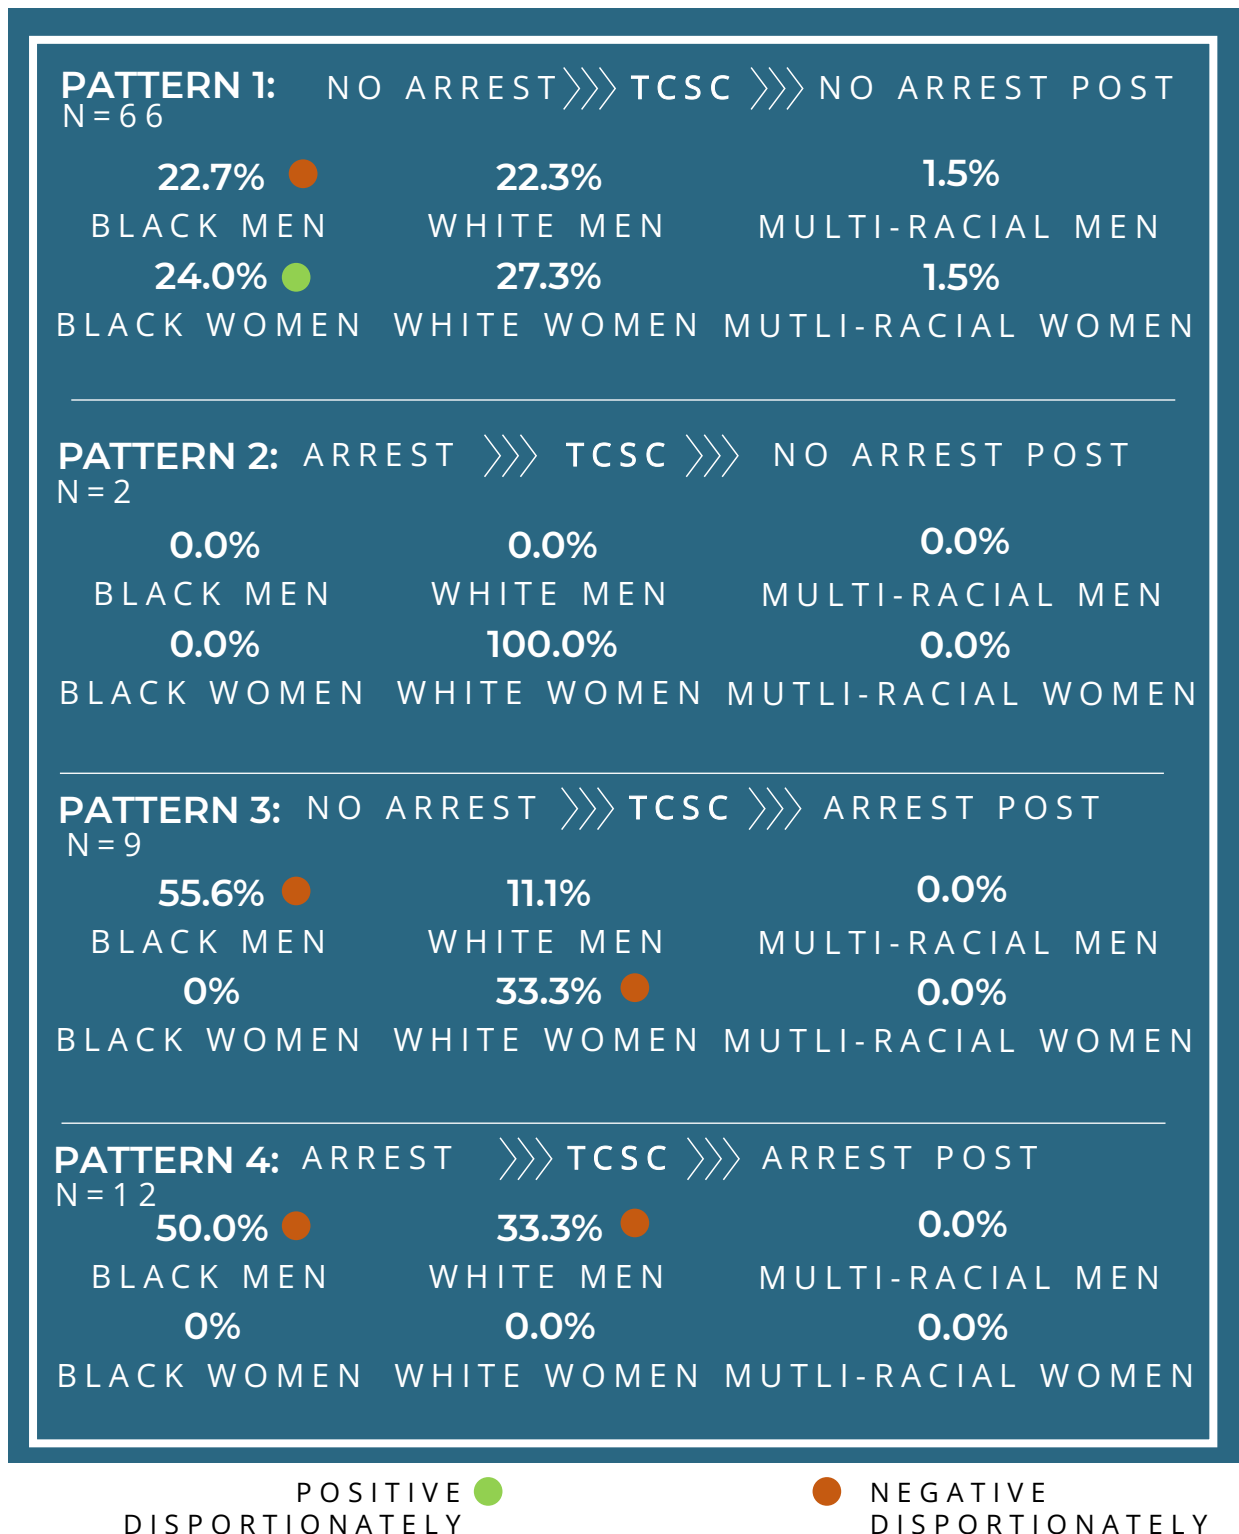 PATTERN 1: NO ARREST TCSC NO ARREST POST
N=66
22.7% 22.3% 1.5%
BLACK MEN WHITE MEN MULTI-RACIAL MEN
24.0% 27.3% 1.5%
BLACK WOMEN WHITE WOMEN MUTLI-RACIAL WOMEN
PATTERN 2: ARREST TCSC NO ARREST POST
N=2
0.0% 0.0% 0.0%
BLACK MEN WHITE MEN MULTI-RACIAL MEN
0.0% 100.0% 0.0%
BLACK WOMEN WHITE WOMEN MUTLI-RACIAL WOMEN
PATTERN 3: NO ARREST TCSC ARREST POST
N=9
55.6% 11.1% 0.0%
BLACK MEN WHITE MEN MULTI-RACIAL MEN
0% 33.3% 0.0%
BLACK WOMEN WHITE WOMEN MUTLI-RACIAL WOMEN
PATTERN 4: ARREST TCSC ARREST POST
N=12
50.0% 33.3% 0.0%
BLACK MEN WHITE MEN MULTI-RACIAL MEN
0% 0.0% 0.0%
BLACK WOMEN WHITE WOMEN MUTLI-RACIAL WOMEN
POSITIVE
DISPORTIONATELY
NEGATIVE
DISPORTIONATELY